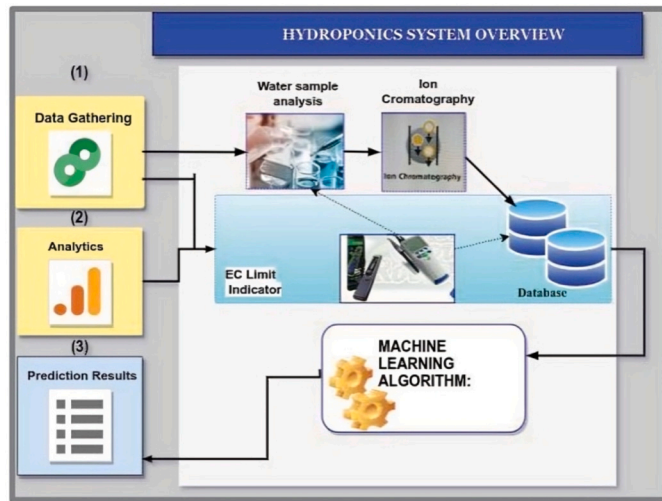 HYDROPONICS SYSTEM OVERVIEW
(1)
Data Gathering
Water sample
analysis
Ion
Cromatography
Ion Chromatography
(2)
Analytics
EC Limit
Indicator
Database
(3)
Prediction Results
MACHINE
LEARNING
ALGORITHM: